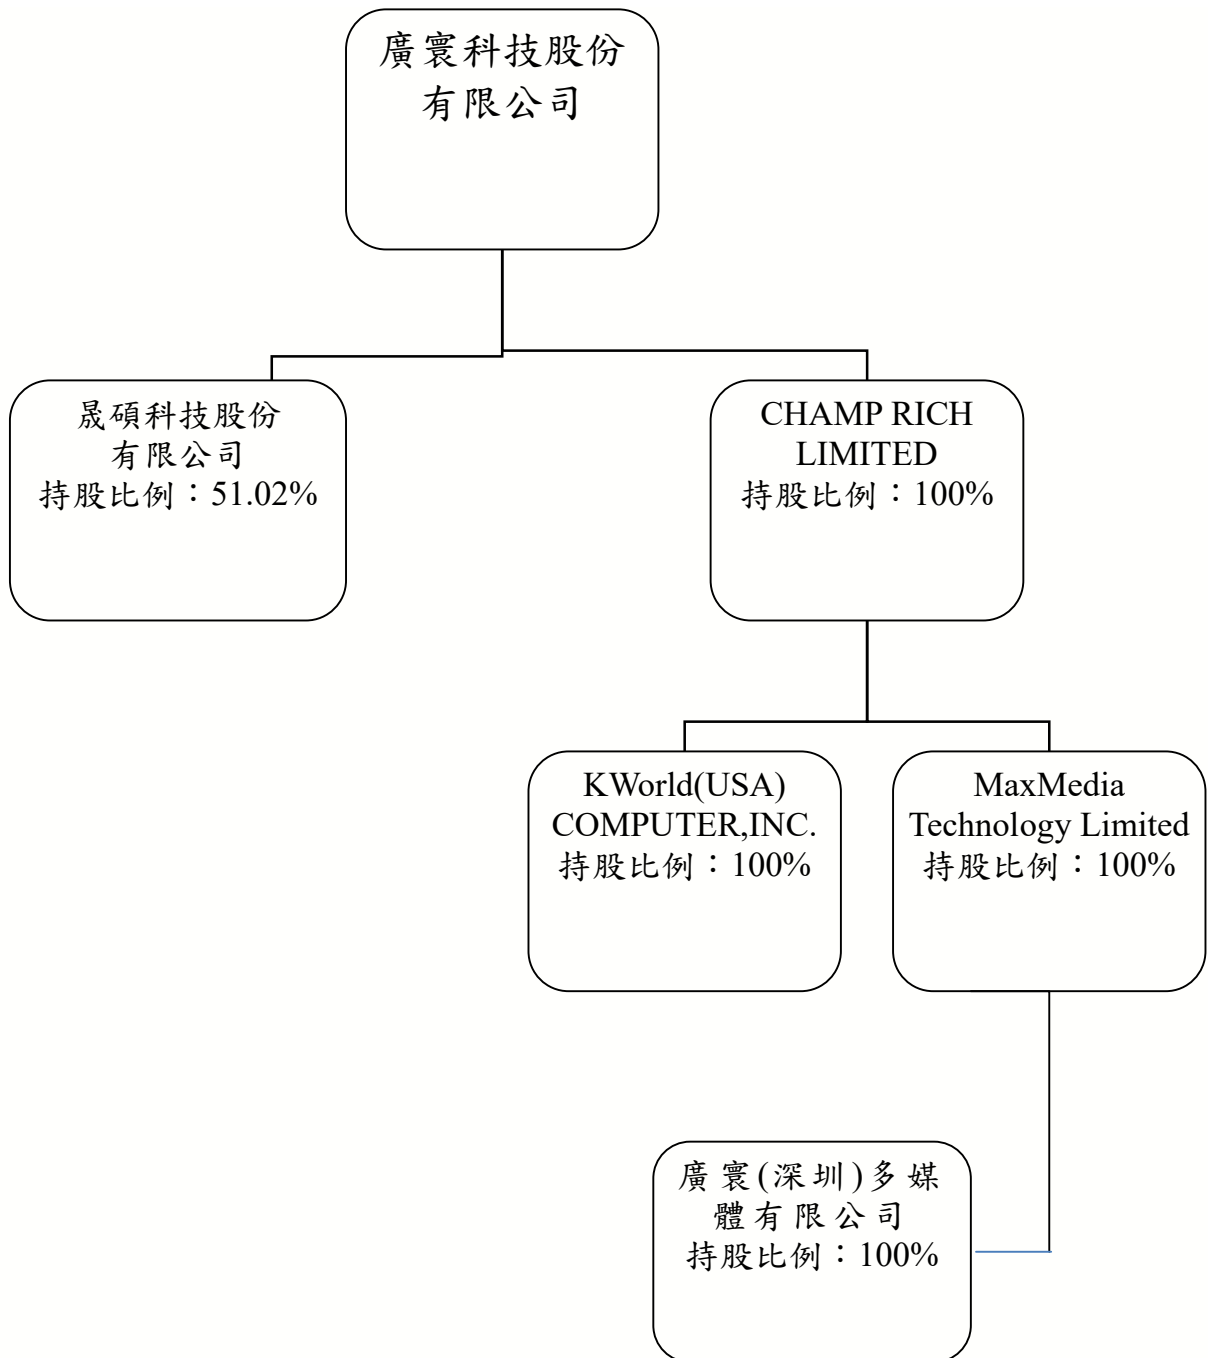 廣寰科技股份
有限公司
晟碩科技股份
有限公司
持股比例：51.02%
CHAMP RICH
LIMITED
持股比例：100%
KWorld(USA)
COMPUTER,INC.
持股比例：100%
MaxMedia
Technology Limited
持股比例：100%
廣寰(深圳)多媒
體有限公司
持股比例：100%